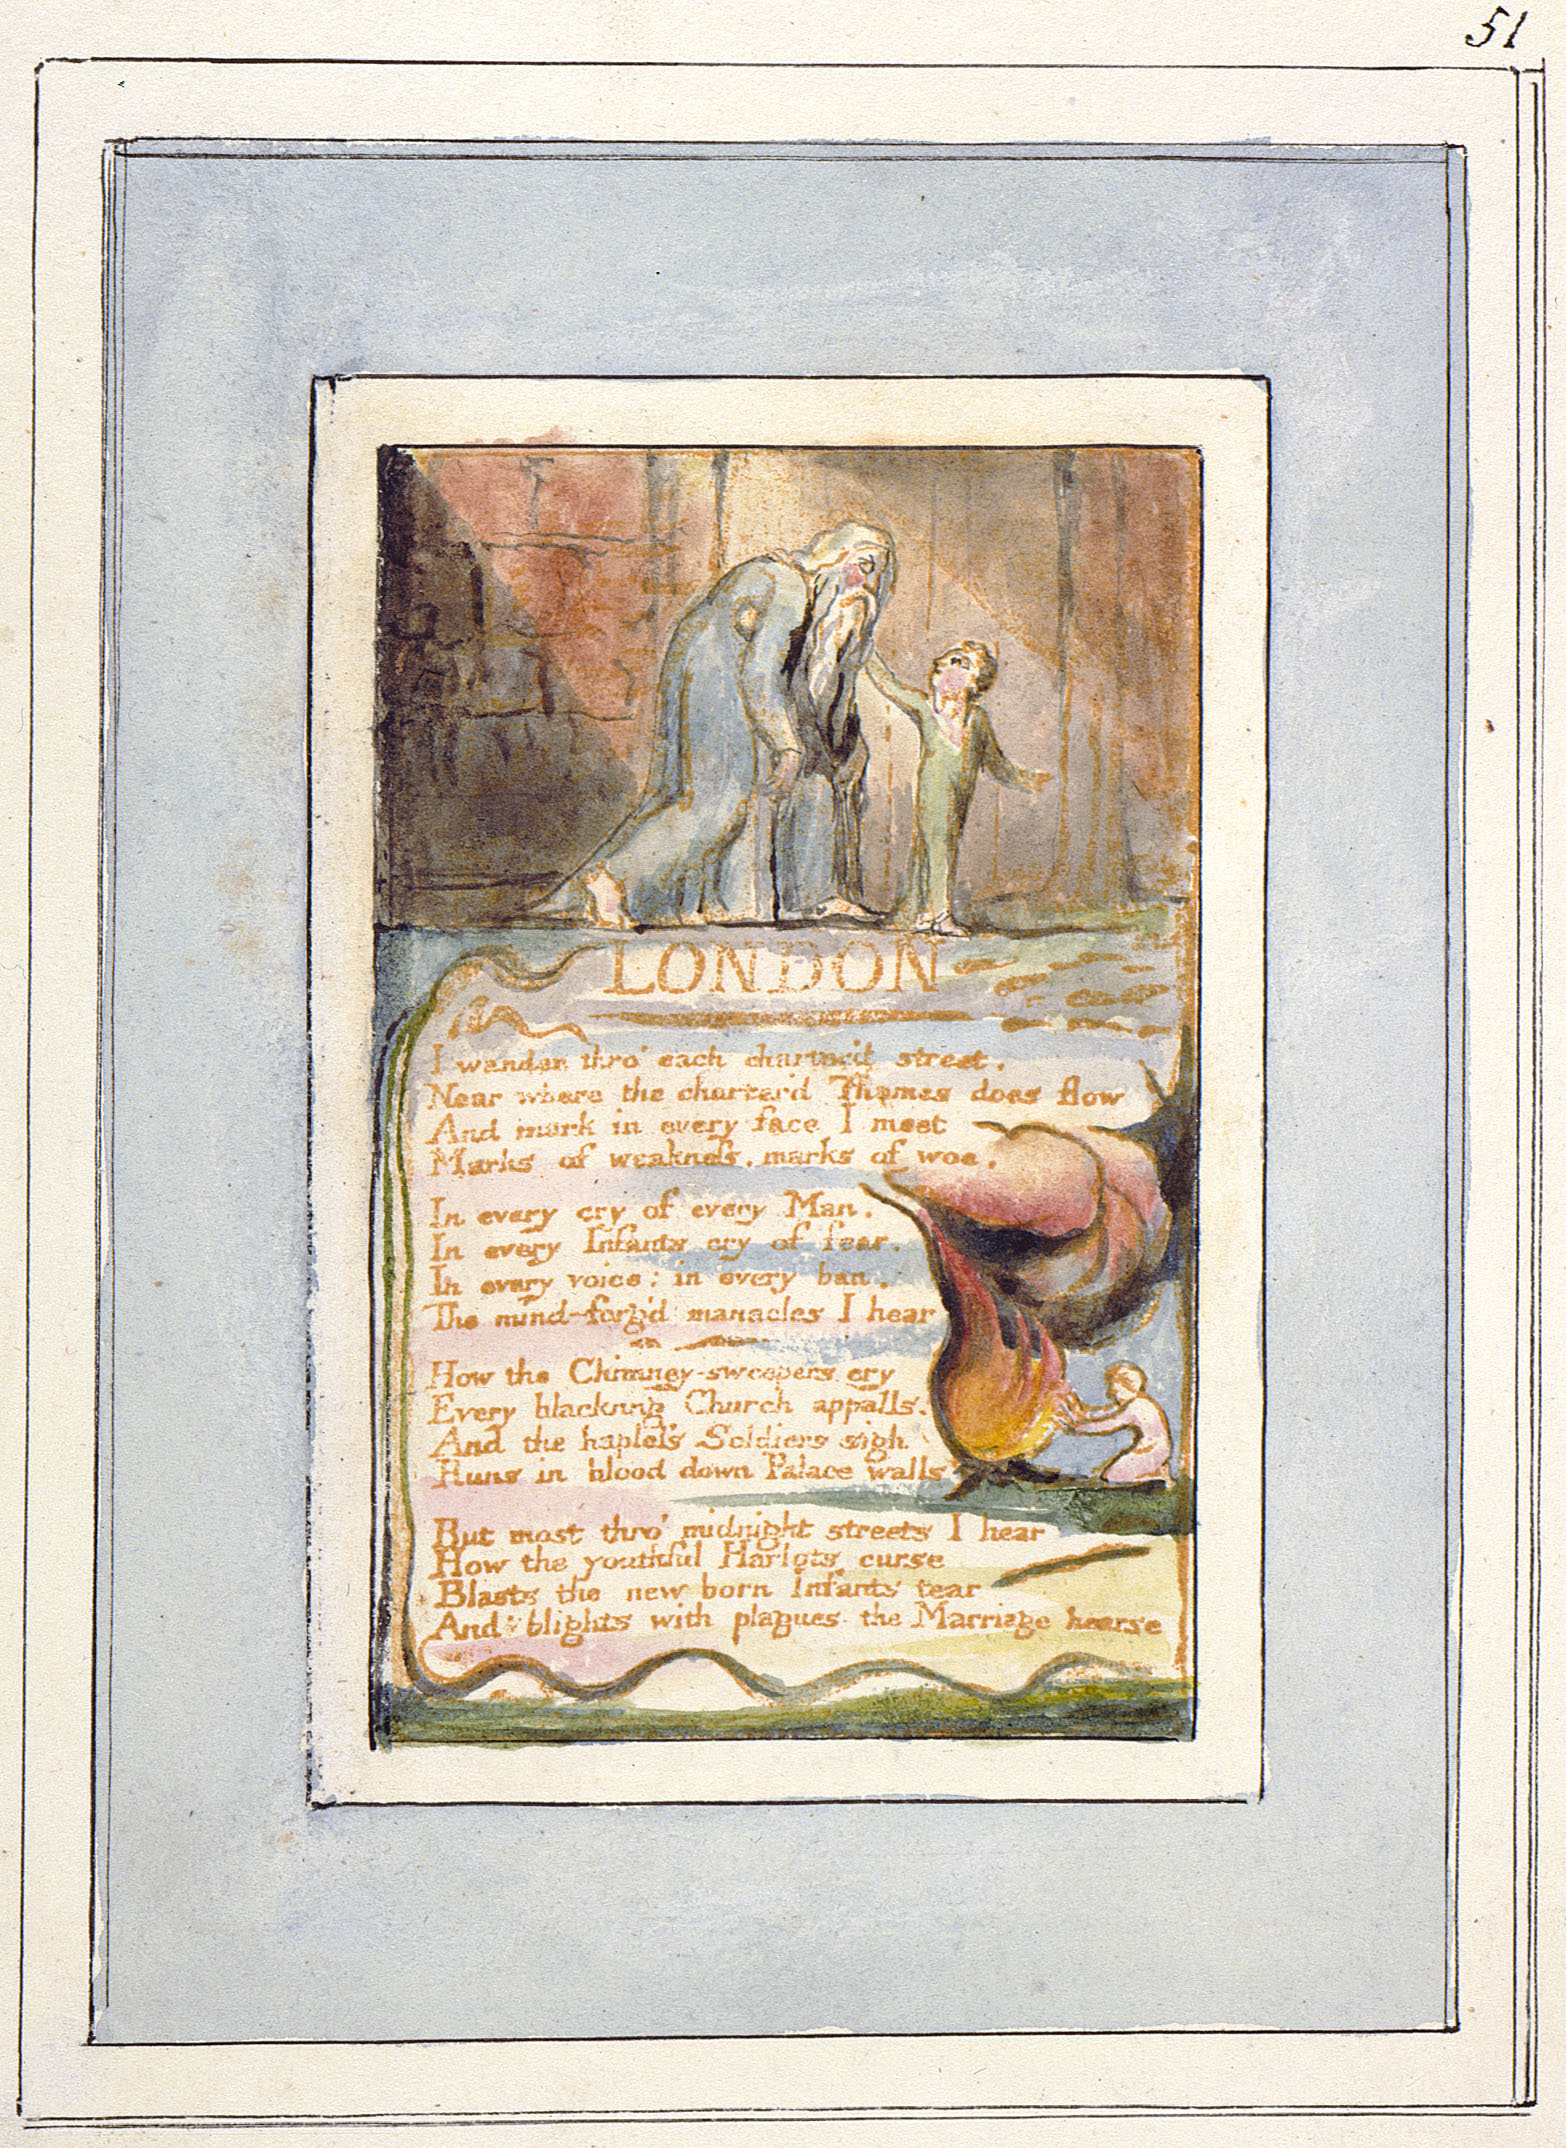 51
LONDON
I wander thro' each charter'd street,
Near where the charter'd Thames does flow
And mark in every face I meet
Marks of weakness, marks of woe.
In every cry of every Man.
In every Infants cry of fear.
In every voice; in every ban.
The mind-forg'd manacles I hear
How the Chimney-sweepers cry
Every blackning Church appalls,
And the hapless Soldiers sigh
Runs in blood down Palace walls
But most thro' midnight streets I hear
How the youthful Harlots curse
Blasts the new born Infants tear
And blights with plagues the Marriage hearse